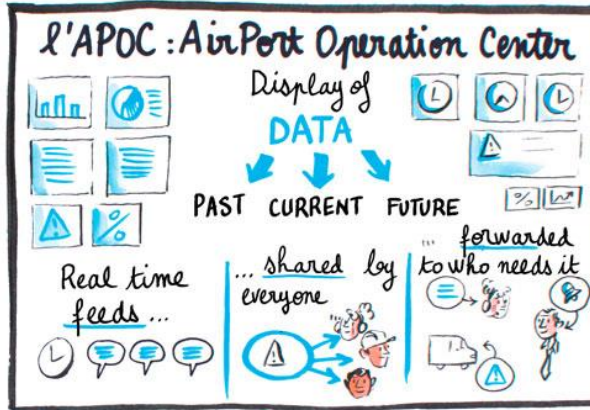 l'APOC : AirPort Operation Center
Display of
DATA
PAST CURRENT FUTURE
%
%
Real time
feeds ...
... shared by
everyone
... forwarded
to who needs it